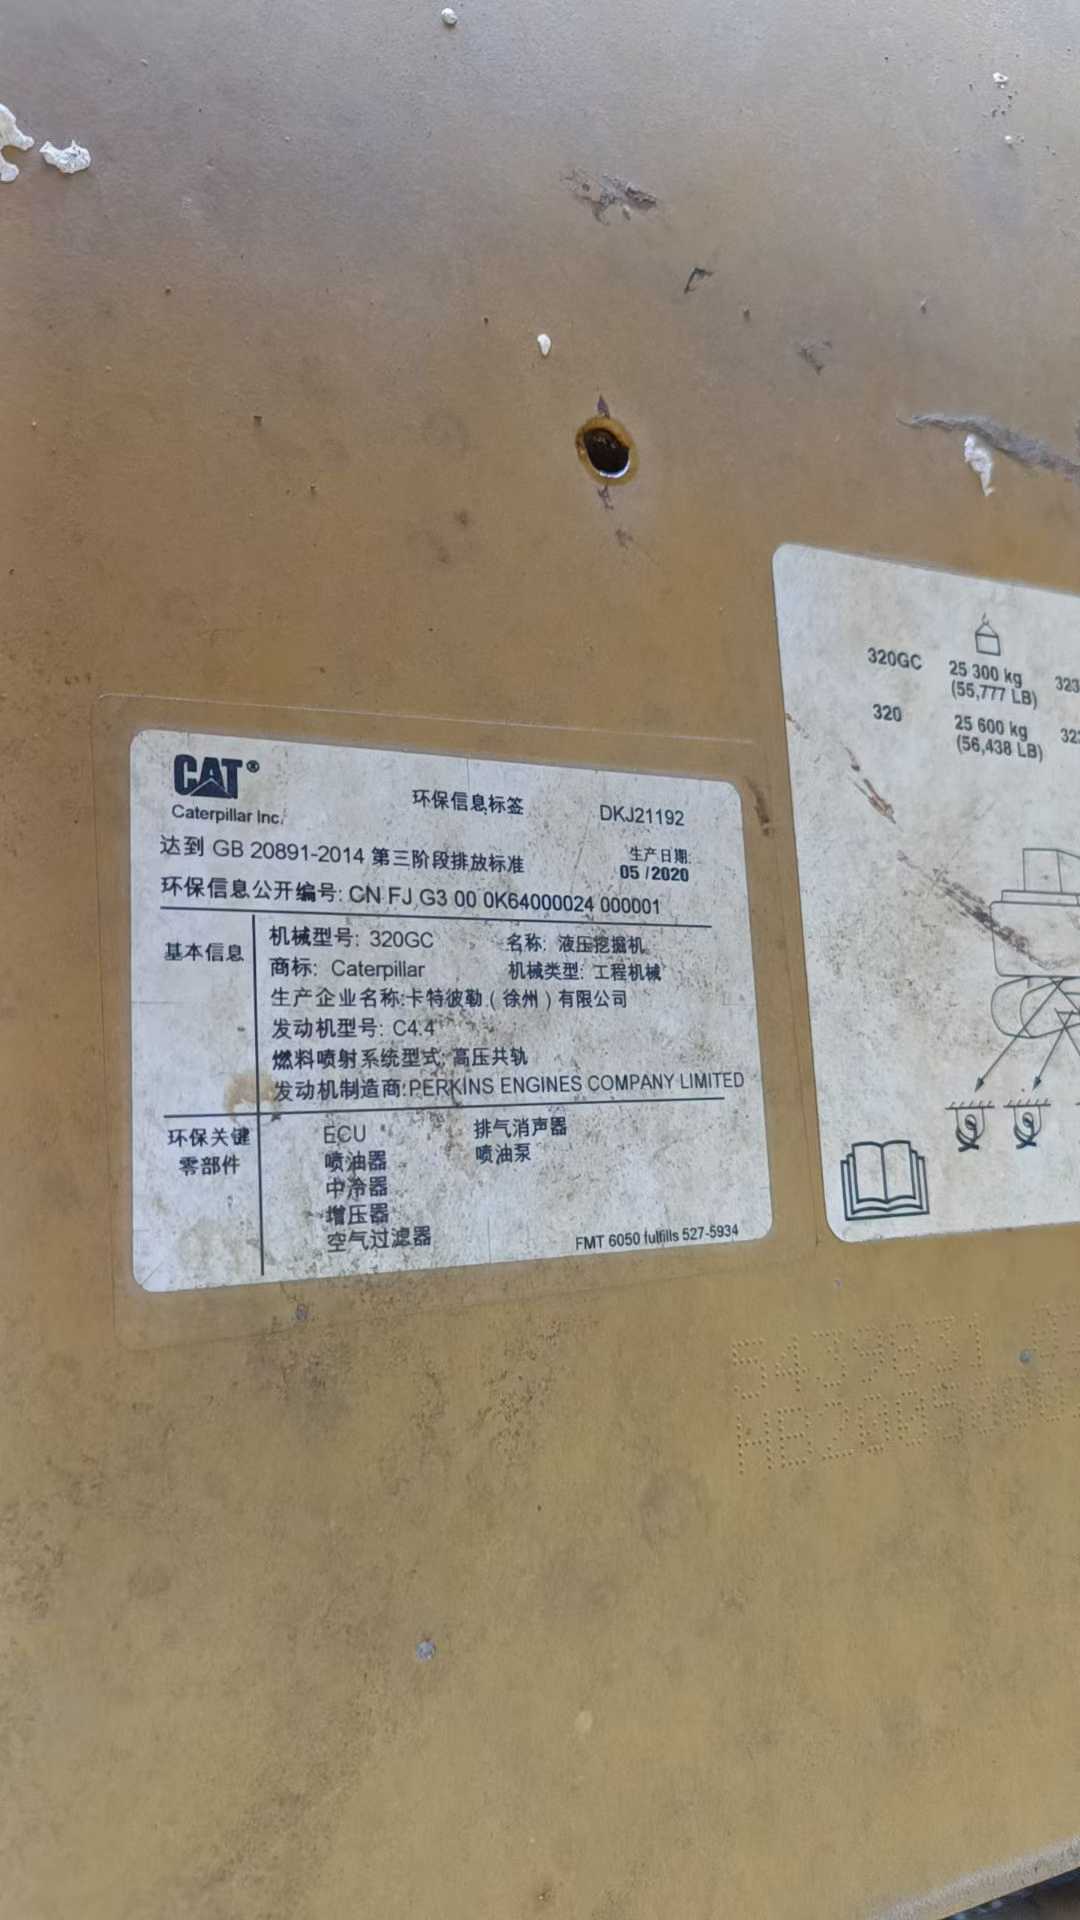 CAT®
Caterpillar Inc.
环保信息标签
DKJ21192
达到 GB 20891-2014 第三阶段排放标准
生产日期:
05 /2020
环保信息公开编号: CN FJ G3 00 0K64000024 000001
基本信息
机械型号: 320GC 名称: 液压挖掘机
商标: Caterpillar 机械类型: 工程机械
生产企业名称:卡特彼勒（徐州）有限公司
发动机型号: C4.4
燃料喷射系统型式: 高压共轨
发动机制造商:PERKINS ENGINES COMPANY LIMITED
环保关键
零部件
ECU 排气消声器
喷油器 喷油泵
中冷器
增压器
空气过滤器
FMT 6050 fulfills 527-5934
320GC 25 300 kg
(55,777 LB)
323
320 25 600 kg
(56,438 LB)
5439831